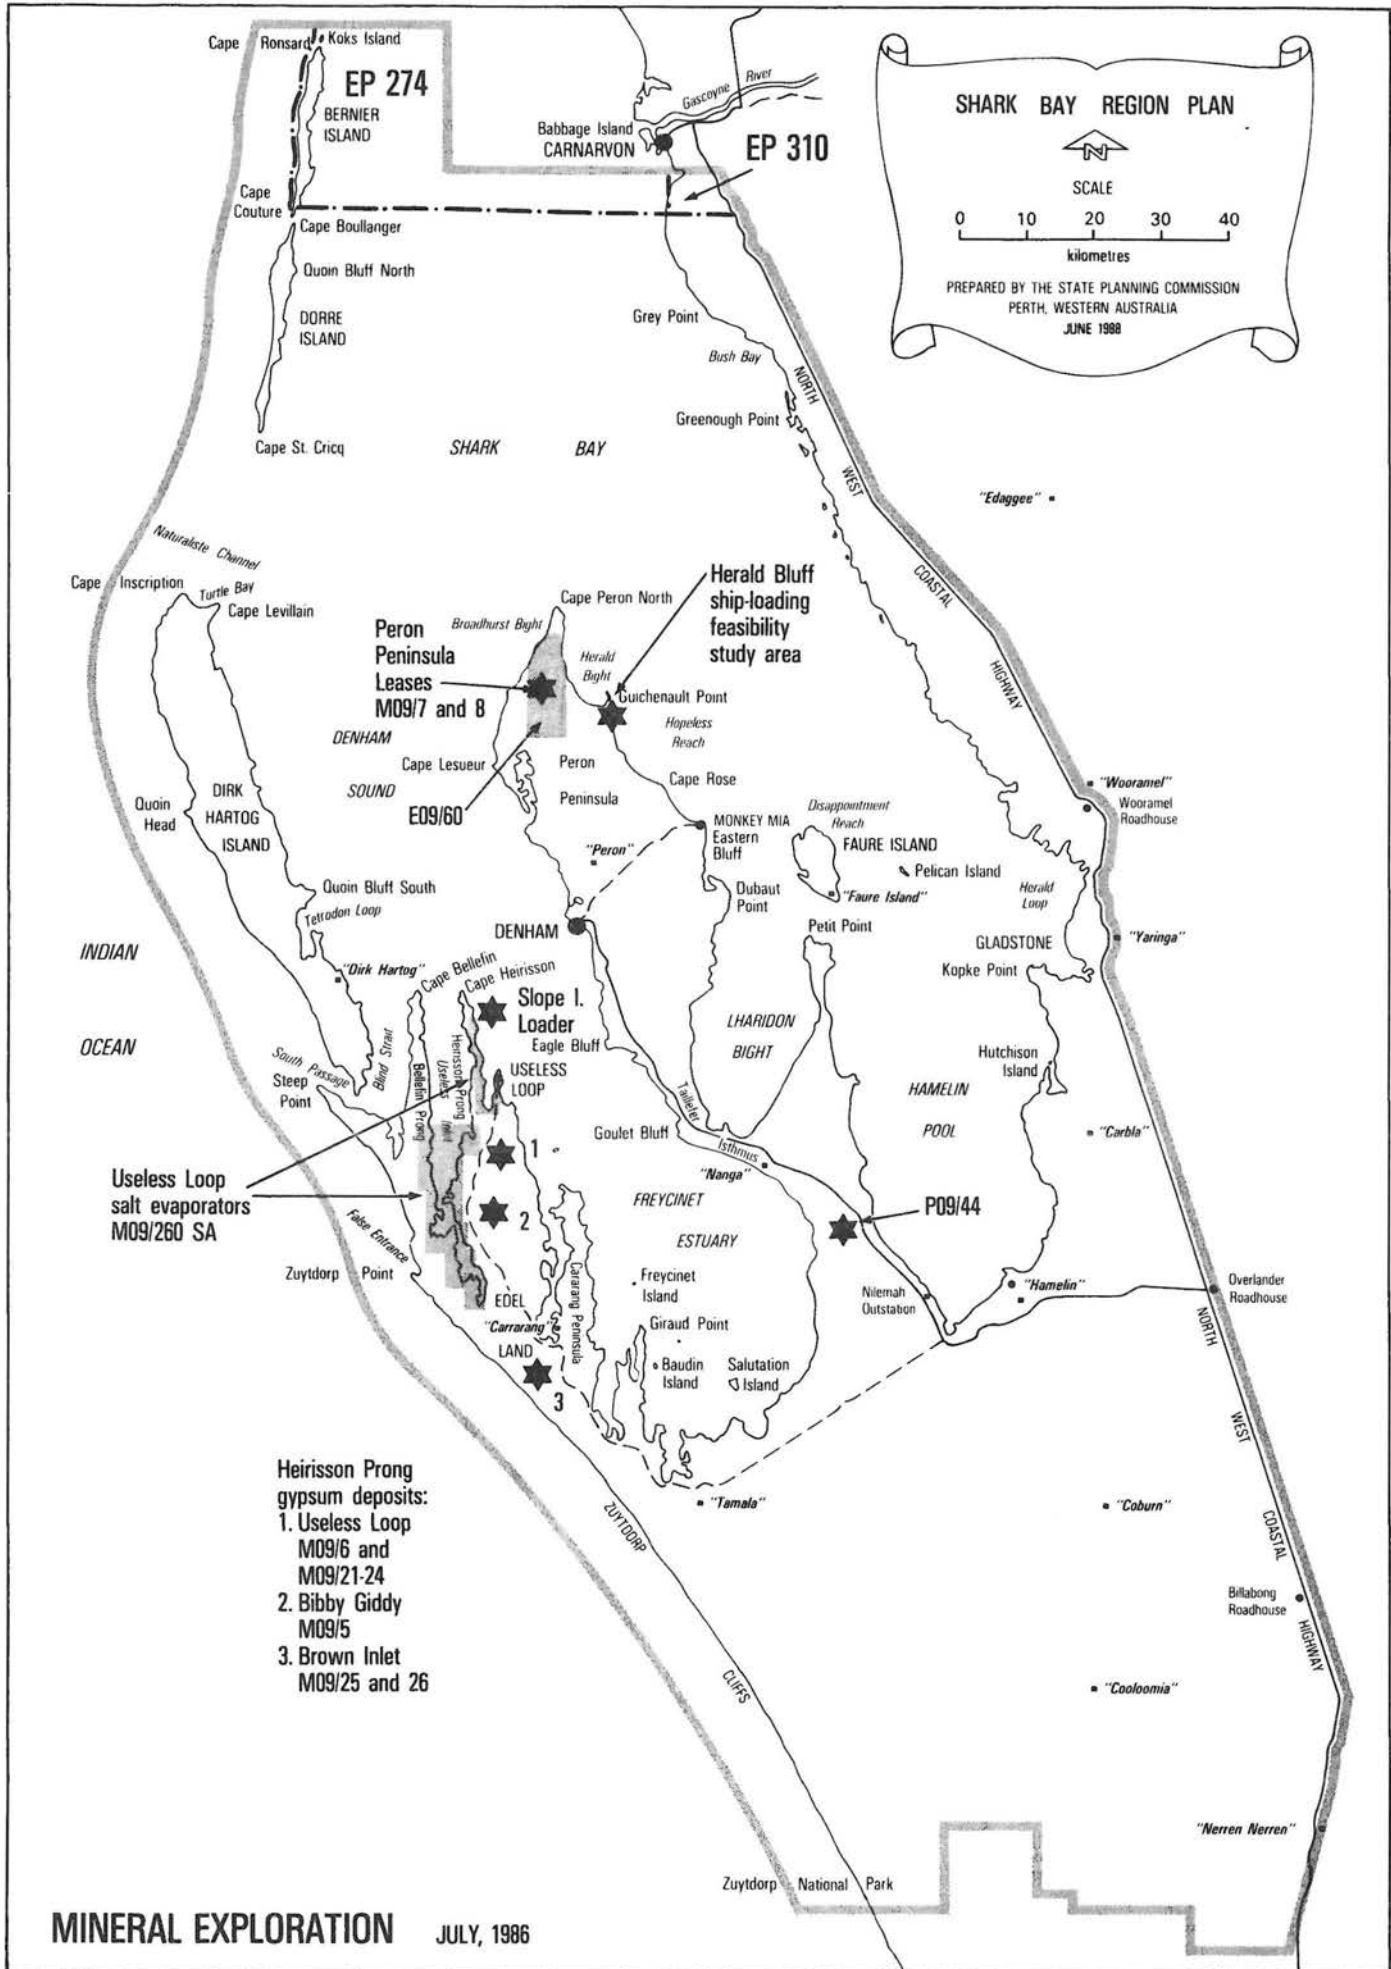 Cape Ronsard
Koks Island
EP 274
BERNIER
ISLAND
Gascoyne River
Babbage Island
CARNARVON
EP 310
SHARK BAY REGION PLAN
N
SCALE
0 10 20 30 40
kilometres
PREPARED BY THE STATE PLANNING COMMISSION
PERTH, WESTERN AUSTRALIA
JUNE 1988
Cape
Couture
Cape Boullanger
Quoin Bluff North
DORRE
ISLAND
Grey Point
Bush Bay
NORTH
Greenough Point
Cape St. Cricq
SHARK BAY
WEST
"Edaggee"
COASTAL
HIGHWAY
Naturaliste Channel
Cape Inscription
Turtle Bay
Cape Levillain
Cape Peron North
Broadhurst Bight
Herald Bluff
ship-loading
feasibility
study area
Peron
Peninsula
Leases
M09/7 and 8
Herald
Bight
Guichenault Point
Hopeless
Reach
DENHAM
SOUND
Cape Lesueur
Peron
Peninsula
Cape Rose
E09/60
Quoin
Head
DIRK
HARTOG
ISLAND
"Wooramel"
Wooramel
Roadhouse
MONKEY MIA
Eastern
Bluff
Disappointment
Reach
FAURE ISLAND
Pelican Island
"Faure Island"
"Peron"
Dubaut
Point
Herald
Loop
Quoin Bluff South
Tetrodon Loop
DENHAM
Petit Point
GLADSTONE
"Yaringa"
Kopke Point
INDIAN
OCEAN
"Dirk Hartog"
Cape Bellefin
Cape Heirisson
Slope I.
Loader
Eagle Bluff
USELESS
LOOP
LHARIDON
BIGHT
Hutchison
Island
South Passage
Blind Strait
Steep
Point
Bellefin Prong
Useless Inlet
Heirisson Prong
HAMELIN
POOL
"Carbla"
Taillefer
Isthmus
Goulet Bluff
"Nanga"
1
2
Useless Loop
salt evaporators
M09/260 SA
False Entrance
Zuytdorp Point
FREYCINET
ESTUARY
P09/44
Freycinet
Island
Nilemah
Outstation
"Hamelin"
Overlander
Roadhouse
EDEL
LAND
"Carrarang"
Cararang Peninsula
Giraud Point
Baudin
Island
Salutation
Island
3
NORTH
WEST
COASTAL
HIGHWAY
Heirisson Prong
gypsum deposits:
1. Useless Loop
M09/6 and
M09/21-24
2. Bibby Giddy
M09/5
3. Brown Inlet
M09/25 and 26
"Tamala"
"Coburn"
ZUYTDORP
CLIFFS
Billabong
Roadhouse
"Cooloomia"
"Nerren Nerren"
Zuytdorp National Park
MINERAL EXPLORATION JULY, 1986